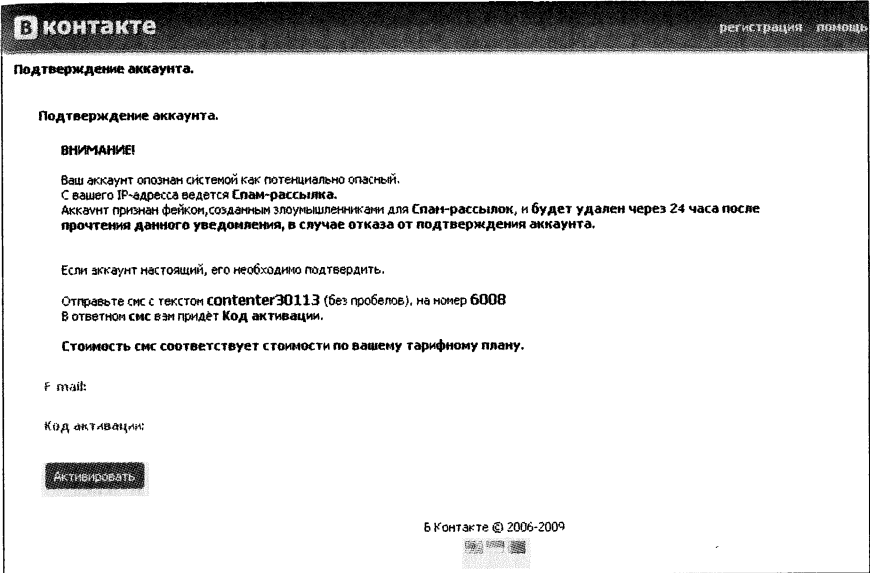 В контакте
регистрация помощь
Подтверждение аккаунта.
Подтверждение аккаунта.
ВНИМАНИЕ!
Ваш аккаунт опознан системой как потенциально опасный.
С вашего IP-адресса ведется Спам-рассылка.
Аккаунт признан фейком,созданным злоумышленниками для Спам-рассылок, и будет удален через 24 часа после
прочтения данного уведомления, в случае отказа от подтверждения аккаунта.
Если аккаунт настоящий, его необходимо подтвердить.
Отправьте смс с текстом contenter30113 (без пробелов), на номер 6008
В ответном смс вам придёт Код активации.
Стоимость смс соответствует стоимости по вашему тарифному плану.
E-mail:
Код активации:
Активировать
В Контакте © 2006-2009